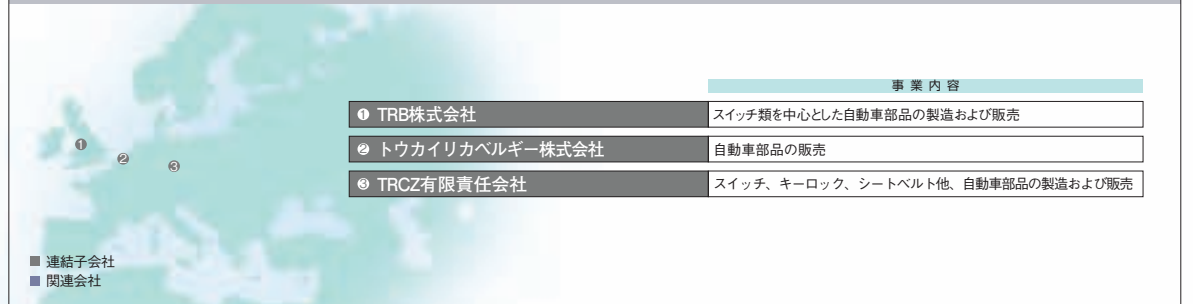 事業内容
❶ TRB株式会社 スイッチ類を中心とした自動車部品の製造および販売
❷ トウカイリカベルギー株式会社 自動車部品の販売
❸ TRCZ有限責任会社 スイッチ、キーロック、シートベルト他、自動車部品の製造および販売
❶
❷
❸
■ 連結子会社
■ 関連会社